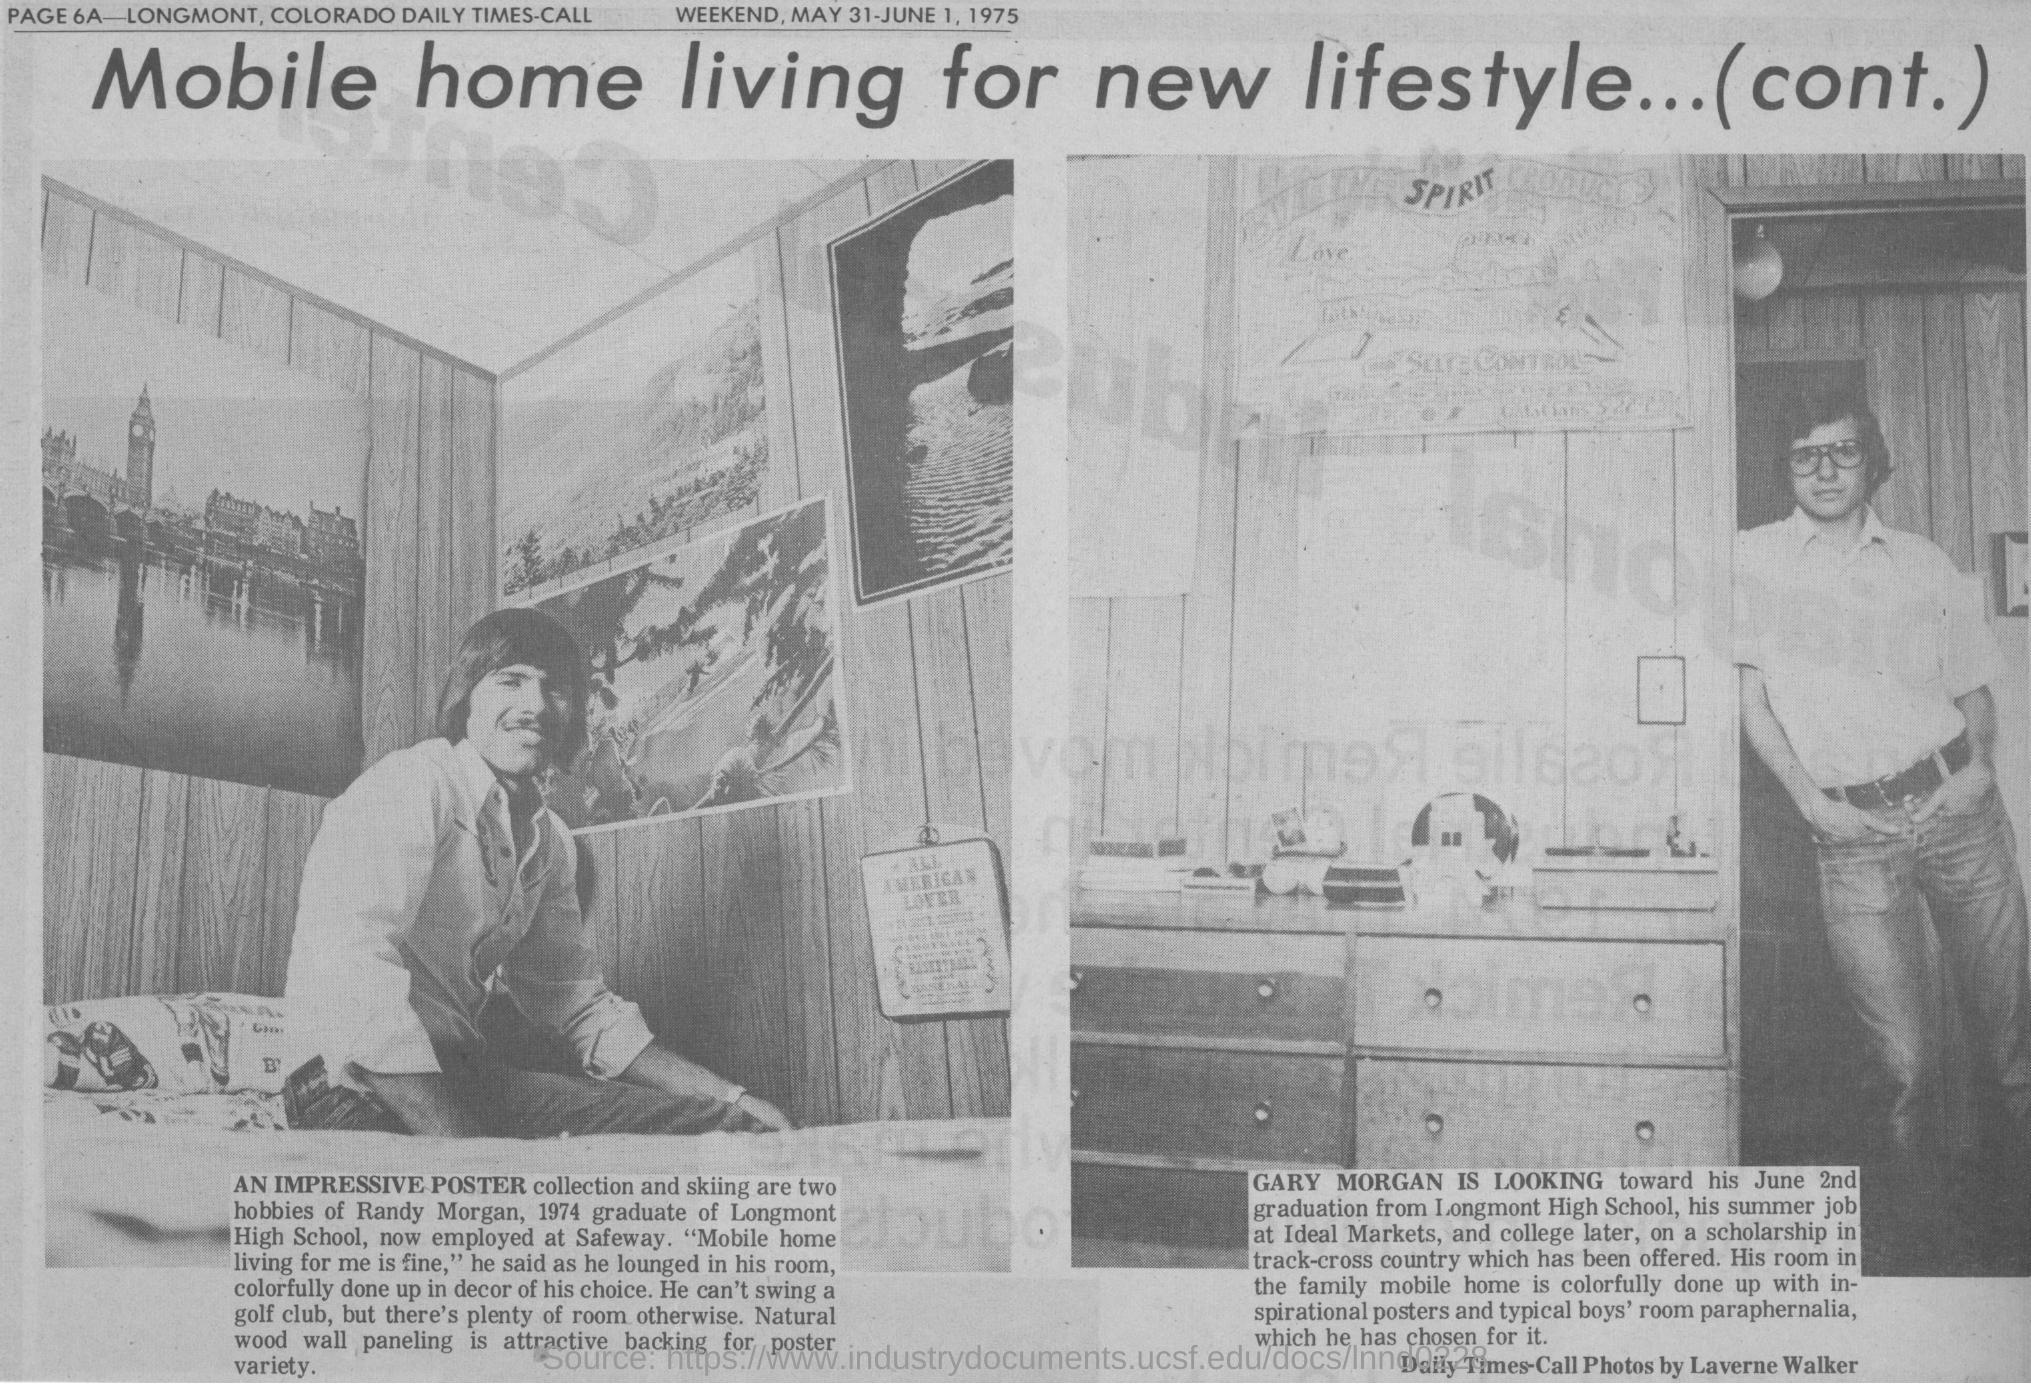 PAGE 6A—LONGMONT, COLORADO DAILY TIMES-CALL WEEKEND, MAY 31-JUNE 1, 1975
Mobile home living for new lifestyle...(cont.)
SPIRIT
PRODUCES
Love
SELF-CONTROL
ALL
AMERICAN
LOVER
BASKETBALL
BASEBALL
AN IMPRESSIVE POSTER collection and skiing are two
hobbies of Randy Morgan, 1974 graduate of Longmont
High School, now employed at Safeway. “Mobile home
living for me is fine,” he said as he lounged in his room,
colorfully done up in decor of his choice. He can’t swing a
golf club, but there’s plenty of room otherwise. Natural
wood wall paneling is attractive backing for poster
variety.
GARY MORGAN IS LOOKING toward his June 2nd
graduation from Longmont High School, his summer job
at Ideal Markets, and college later, on a scholarship in
track-cross country which has been offered. His room in
the family mobile home is colorfully done up with in-
spirational posters and typical boys’ room paraphernalia,
which he has chosen for it.
Daily Times-Call Photos by Laverne Walker
Source: https://www.industrydocuments.ucsf.edu/docs/lnnd0228